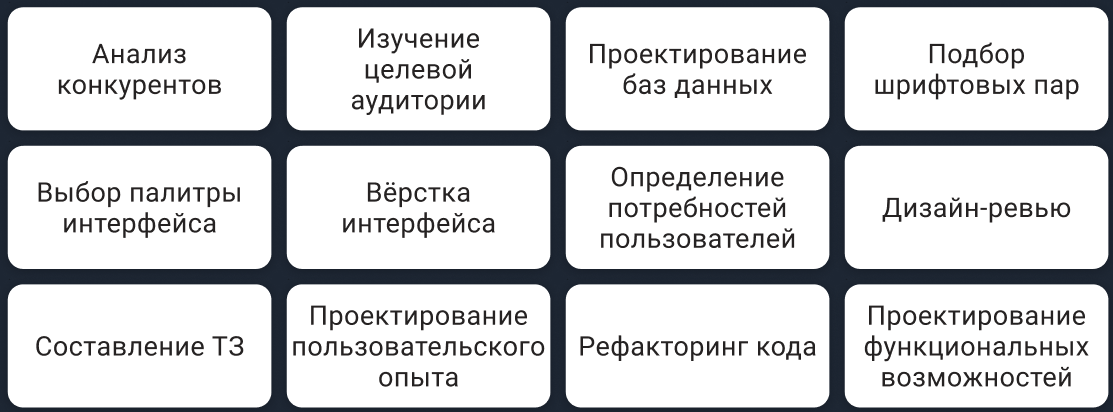 Анализ
конкурентов
Изучение
целевой
аудитории
Проектирование
баз данных
Подбор
шрифтовых пар
Выбор палитры
интерфейса
Вёрстка
интерфейса
Определение
потребностей
пользователей
Дизайн-ревью
Составление ТЗ
Проектирование
пользовательского
опыта
Рефакторинг кода
Проектирование
функциональных
возможностей